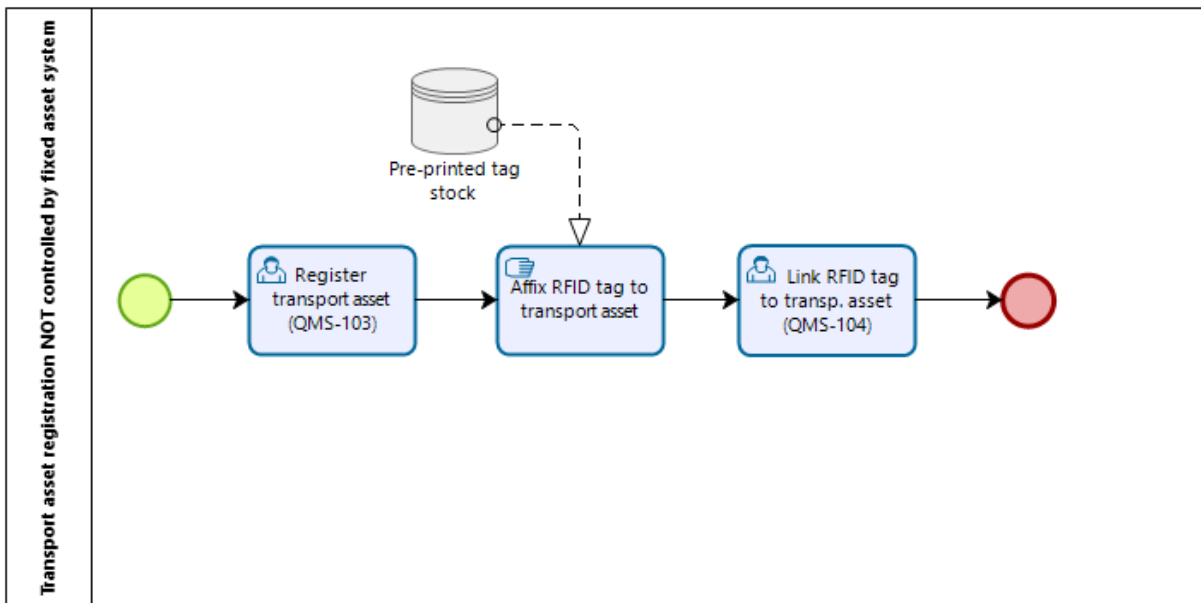 Transport asset registration NOT controlled by fixed asset system
Pre-printed tag
stock
Register
transport asset
(QMS-103)
Affix RFID tag to
transport asset
Link RFID tag
to transp. asset
(QMS-104)